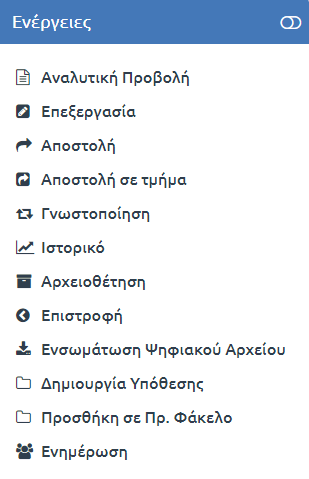 Ενέργειες
Αναλυτική Προβολή
Επεξεργασία
Αποστολή
Αποστολή σε τμήμα
Γνωστοποίηση
Ιστορικό
Αρχειοθέτηση
Επιστροφή
Ενσωμάτωση Ψηφιακού Αρχείου
Δημιουργία Υπόθεσης
Προσθήκη σε Πρ. Φάκελο
Ενημέρωση